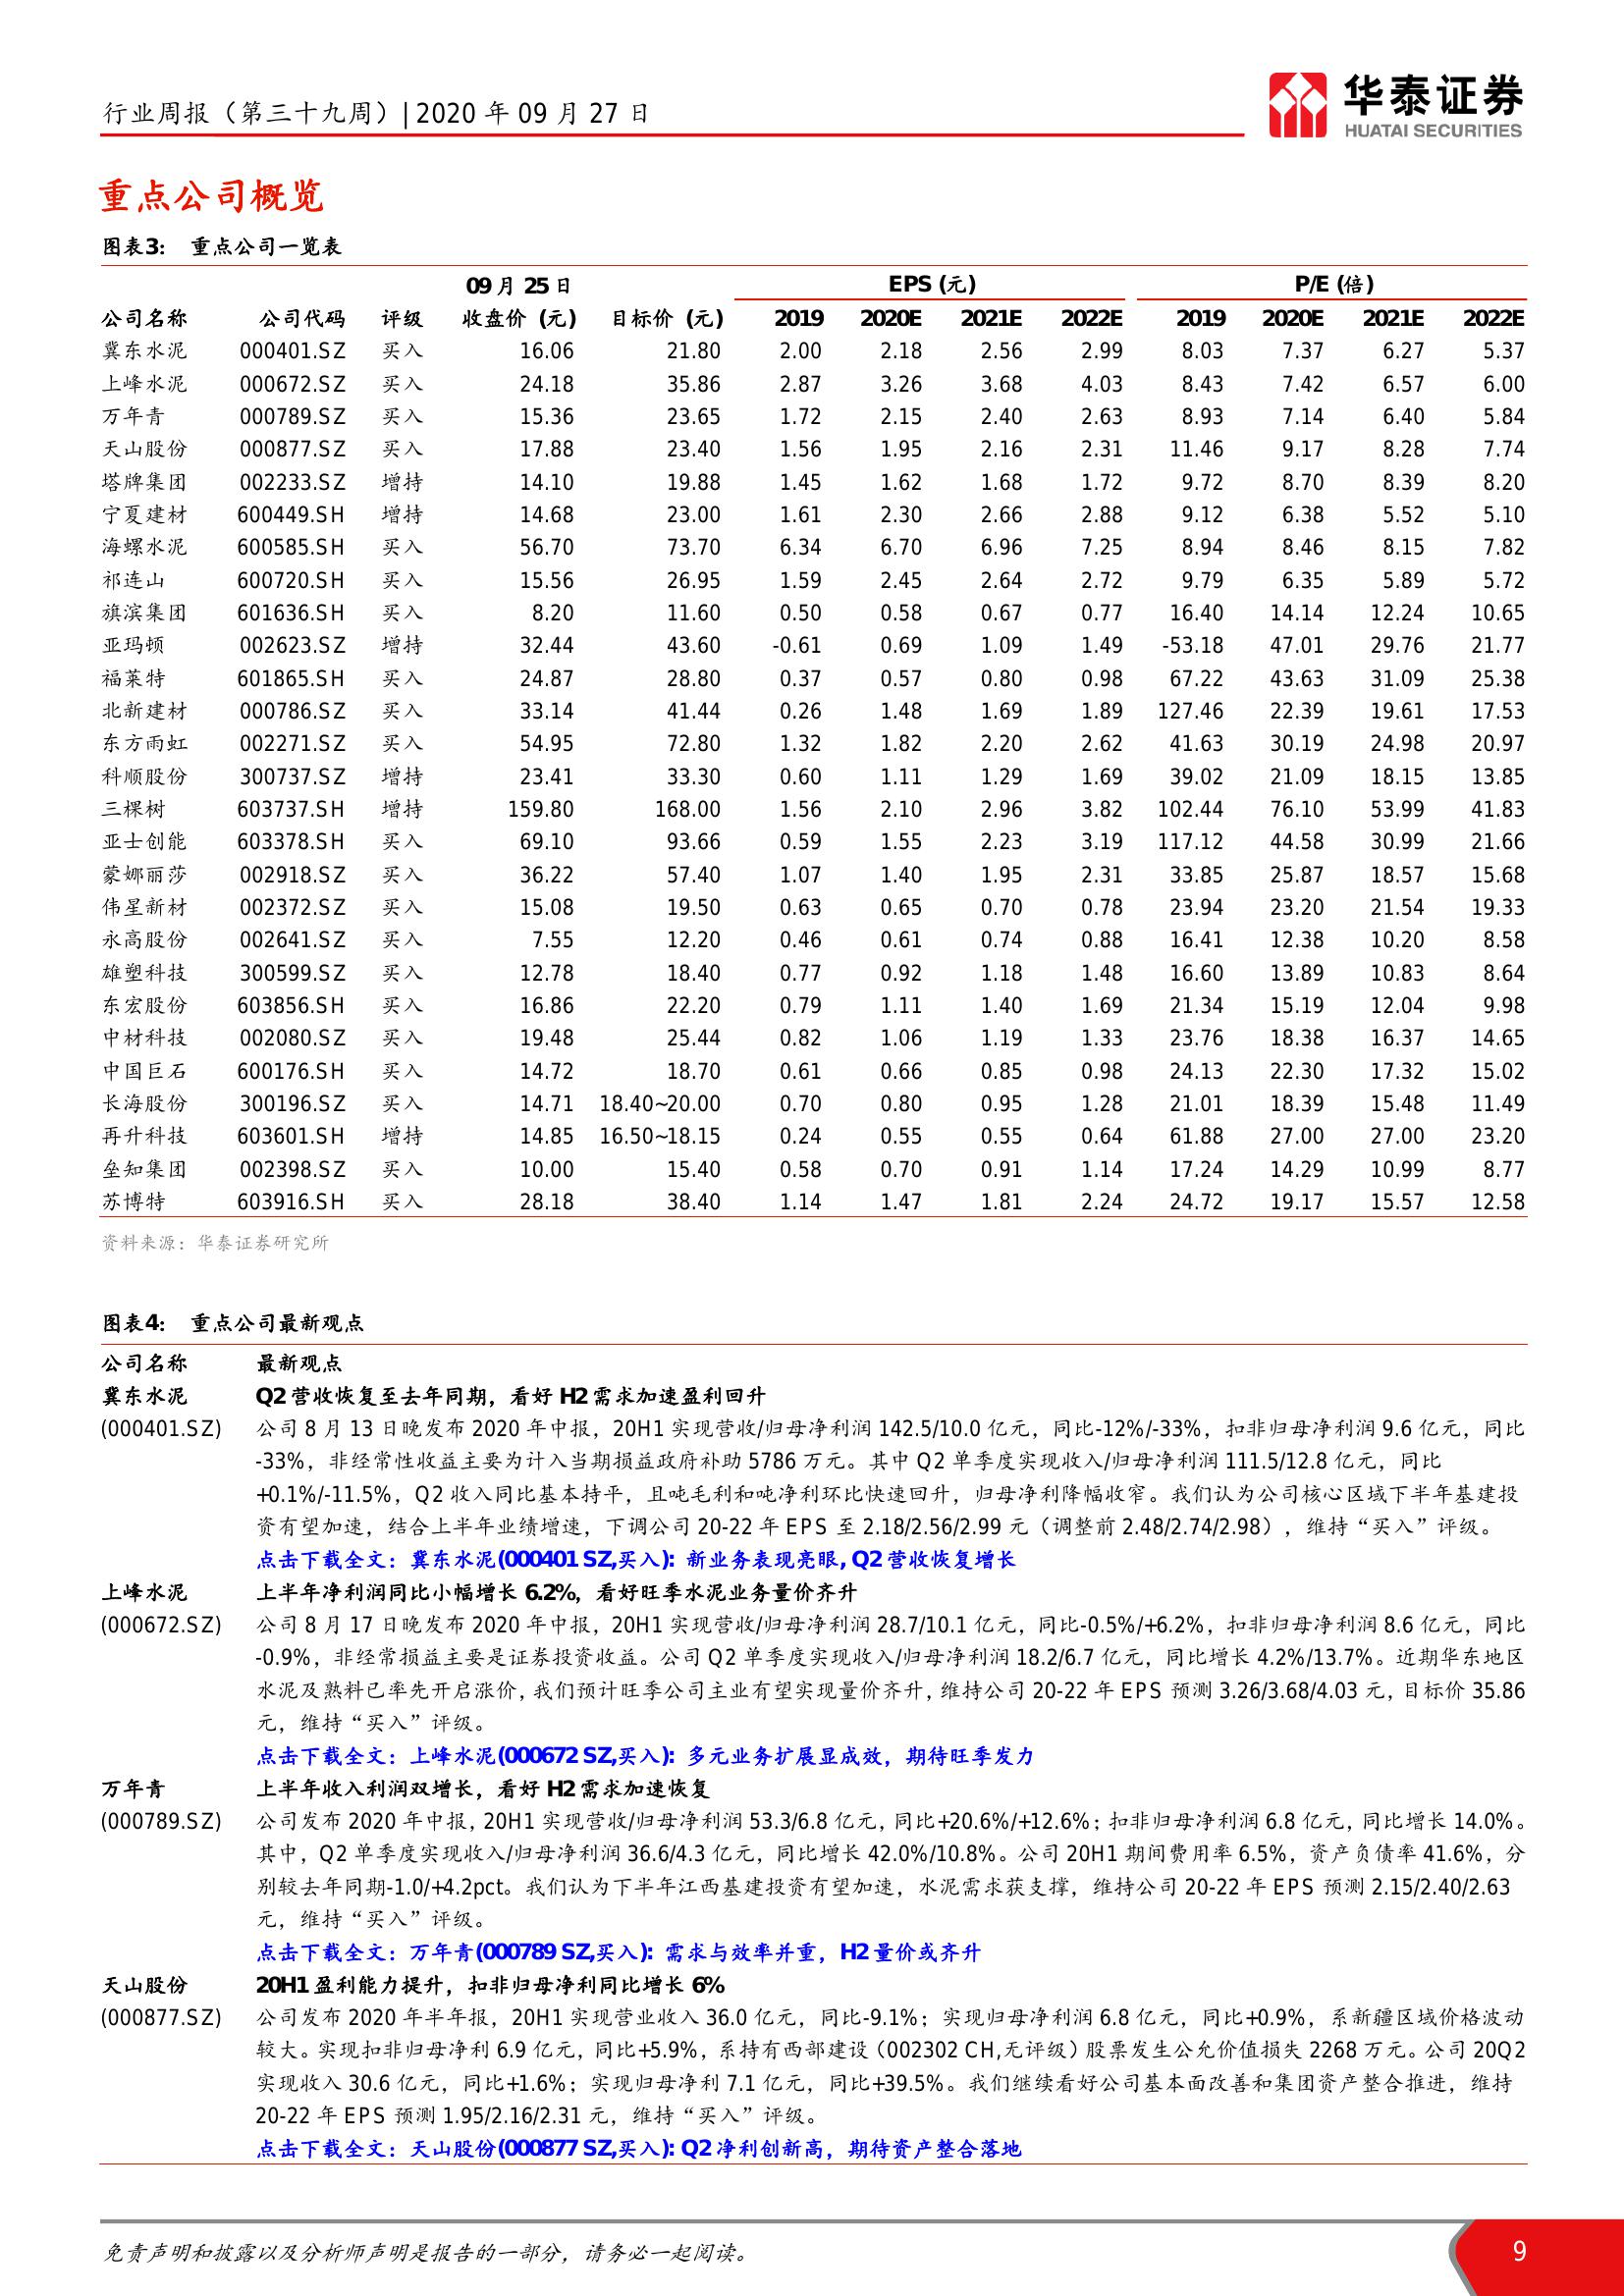 行业周报（第三十九周）| 2020 年 09 月 27 日
华泰证券
HUATAI SECURITIES
重点公司概览
图表3： 重点公司一览表
09 月 25 日 EPS (元) P/E (倍)
公司名称 公司代码 评级 收盘价 (元) 目标价 (元) 2019 2020E 2021E 2022E 2019 2020E 2021E 2022E
冀东水泥 000401.SZ 买入 16.06 21.80 2.00 2.18 2.56 2.99 8.03 7.37 6.27 5.37
上峰水泥 000672.SZ 买入 24.18 35.86 2.87 3.26 3.68 4.03 8.43 7.42 6.57 6.00
万年青 000789.SZ 买入 15.36 23.65 1.72 2.15 2.40 2.63 8.93 7.14 6.40 5.84
天山股份 000877.SZ 买入 17.88 23.40 1.56 1.95 2.16 2.31 11.46 9.17 8.28 7.74
塔牌集团 002233.SZ 增持 14.10 19.88 1.45 1.62 1.68 1.72 9.72 8.70 8.39 8.20
宁夏建材 600449.SH 增持 14.68 23.00 1.61 2.30 2.66 2.88 9.12 6.38 5.52 5.10
海螺水泥 600585.SH 买入 56.70 73.70 6.34 6.70 6.96 7.25 8.94 8.46 8.15 7.82
祁连山 600720.SH 买入 15.56 26.95 1.59 2.45 2.64 2.72 9.79 6.35 5.89 5.72
旗滨集团 601636.SH 买入 8.20 11.60 0.50 0.58 0.67 0.77 16.40 14.14 12.24 10.65
亚玛顿 002623.SZ 增持 32.44 43.60 -0.61 0.69 1.09 1.49 -53.18 47.01 29.76 21.77
福莱特 601865.SH 买入 24.87 28.80 0.37 0.57 0.80 0.98 67.22 43.63 31.09 25.38
北新建材 000786.SZ 买入 33.14 41.44 0.26 1.48 1.69 1.89 127.46 22.39 19.61 17.53
东方雨虹 002271.SZ 买入 54.95 72.80 1.32 1.82 2.20 2.62 41.63 30.19 24.98 20.97
科顺股份 300737.SZ 增持 23.41 33.30 0.60 1.11 1.29 1.69 39.02 21.09 18.15 13.85
三棵树 603737.SH 增持 159.80 168.00 1.56 2.10 2.96 3.82 102.44 76.10 53.99 41.83
亚士创能 603378.SH 买入 69.10 93.66 0.59 1.55 2.23 3.19 117.12 44.58 30.99 21.66
蒙娜丽莎 002918.SZ 买入 36.22 57.40 1.07 1.40 1.95 2.31 33.85 25.87 18.57 15.68
伟星新材 002372.SZ 买入 15.08 19.50 0.63 0.65 0.70 0.78 23.94 23.20 21.54 19.33
永高股份 002641.SZ 买入 7.55 12.20 0.46 0.61 0.74 0.88 16.41 12.38 10.20 8.58
雄塑科技 300599.SZ 买入 12.78 18.40 0.77 0.92 1.18 1.48 16.60 13.89 10.83 8.64
东宏股份 603856.SH 买入 16.86 22.20 0.79 1.11 1.40 1.69 21.34 15.19 12.04 9.98
中材科技 002080.SZ 买入 19.48 25.44 0.82 1.06 1.19 1.33 23.76 18.38 16.37 14.65
中国巨石 600176.SH 买入 14.72 18.70 0.61 0.66 0.85 0.98 24.13 22.30 17.32 15.02
长海股份 300196.SZ 买入 14.71 18.40~20.00 0.70 0.80 0.95 1.28 21.01 18.39 15.48 11.49
再升科技 603601.SH 增持 14.85 16.50~18.15 0.24 0.55 0.55 0.64 61.88 27.00 27.00 23.20
垒知集团 002398.SZ 买入 10.00 15.40 0.58 0.70 0.91 1.14 17.24 14.29 10.99 8.77
苏博特 603916.SH 买入 28.18 38.40 1.14 1.47 1.81 2.24 24.72 19.17 15.57 12.58
资料来源：华泰证券研究所
图表4： 重点公司最新观点
公司名称 最新观点
冀东水泥 Q2 营收恢复至去年同期，看好 H2 需求加速盈利回升
(000401.SZ) 公司 8 月 13 日晚发布 2020 年中报，20H1 实现营收/归母净利润 142.5/10.0 亿元，同比-12%/-33%，扣非归母净利润 9.6 亿元，同比
-33%，非经常性收益主要为计入当期损益政府补助 5786 万元。其中 Q2 单季度实现收入/归母净利润 111.5/12.8 亿元，同比
+0.1%/-11.5%，Q2 收入同比基本持平，且吨毛利和吨净利环比快速回升，归母净利降幅收窄。我们认为公司核心区域下半年基建投
资有望加速，结合上半年业绩增速，下调公司 20-22 年 EPS 至 2.18/2.56/2.99 元（调整前 2.48/2.74/2.98），维持“买入”评级。
点击下载全文：冀东水泥(000401 SZ,买入): 新业务表现亮眼, Q2 营收恢复增长
上峰水泥 上半年净利润同比小幅增长 6.2%，看好旺季水泥业务量价齐升
(000672.SZ) 公司 8 月 17 日晚发布 2020 年中报，20H1 实现营收/归母净利润 28.7/10.1 亿元，同比-0.5%/+6.2%，扣非归母净利润 8.6 亿元，同比
-0.9%，非经常损益主要是证券投资收益。公司 Q2 单季度实现收入/归母净利润 18.2/6.7 亿元，同比增长 4.2%/13.7%。近期华东地区
水泥及熟料已率先开启涨价，我们预计旺季公司主业有望实现量价齐升，维持公司 20-22 年 EPS 预测 3.26/3.68/4.03 元，目标价 35.86
元，维持“买入”评级。
点击下载全文：上峰水泥(000672 SZ,买入): 多元业务扩展显成效，期待旺季发力
万年青 上半年收入利润双增长，看好 H2 需求加速恢复
(000789.SZ) 公司发布 2020 年中报，20H1 实现营收/归母净利润 53.3/6.8 亿元，同比+20.6%/+12.6%；扣非归母净利润 6.8 亿元，同比增长 14.0%。
其中，Q2 单季度实现收入/归母净利润 36.6/4.3 亿元，同比增长 42.0%/10.8%。公司 20H1 期间费用率 6.5%，资产负债率 41.6%，分
别较去年同期-1.0/+4.2pct。我们认为下半年江西基建投资有望加速，水泥需求获支撑，维持公司 20-22 年 EPS 预测 2.15/2.40/2.63
元，维持“买入”评级。
点击下载全文：万年青(000789 SZ,买入): 需求与效率并重，H2 量价或齐升
天山股份 20H1 盈利能力提升，扣非归母净利同比增长 6%
(000877.SZ) 公司发布 2020 年半年报，20H1 实现营业收入 36.0 亿元，同比-9.1%；实现归母净利润 6.8 亿元，同比+0.9%，系新疆区域价格波动
较大。实现扣非归母净利 6.9 亿元，同比+5.9%，系持有西部建设（002302 CH,无评级）股票发生公允价值损失 2268 万元。公司 20Q2
实现收入 30.6 亿元，同比+1.6%；实现归母净利 7.1 亿元，同比+39.5%。我们继续看好公司基本面改善和集团资产整合推进，维持
20-22 年 EPS 预测 1.95/2.16/2.31 元，维持“买入”评级。
点击下载全文：天山股份(000877 SZ,买入): Q2 净利创新高，期待资产整合落地
免责声明和披露以及分析师声明是报告的一部分，请务必一起阅读。 9